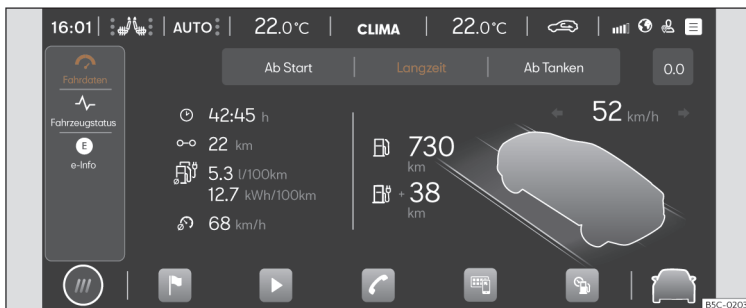 16:01 AUTO 22.0°C CLIMA 22.0°C
Fahrdaten
Fahrzeugstatus
E
e-Info
Ab Start Langzeit Ab Tanken 0.0
42:45 h
22 km
5.3 l/100km
12.7 kWh/100km
68 km/h
730
km
+38
km
52 km/h
B5C-0203